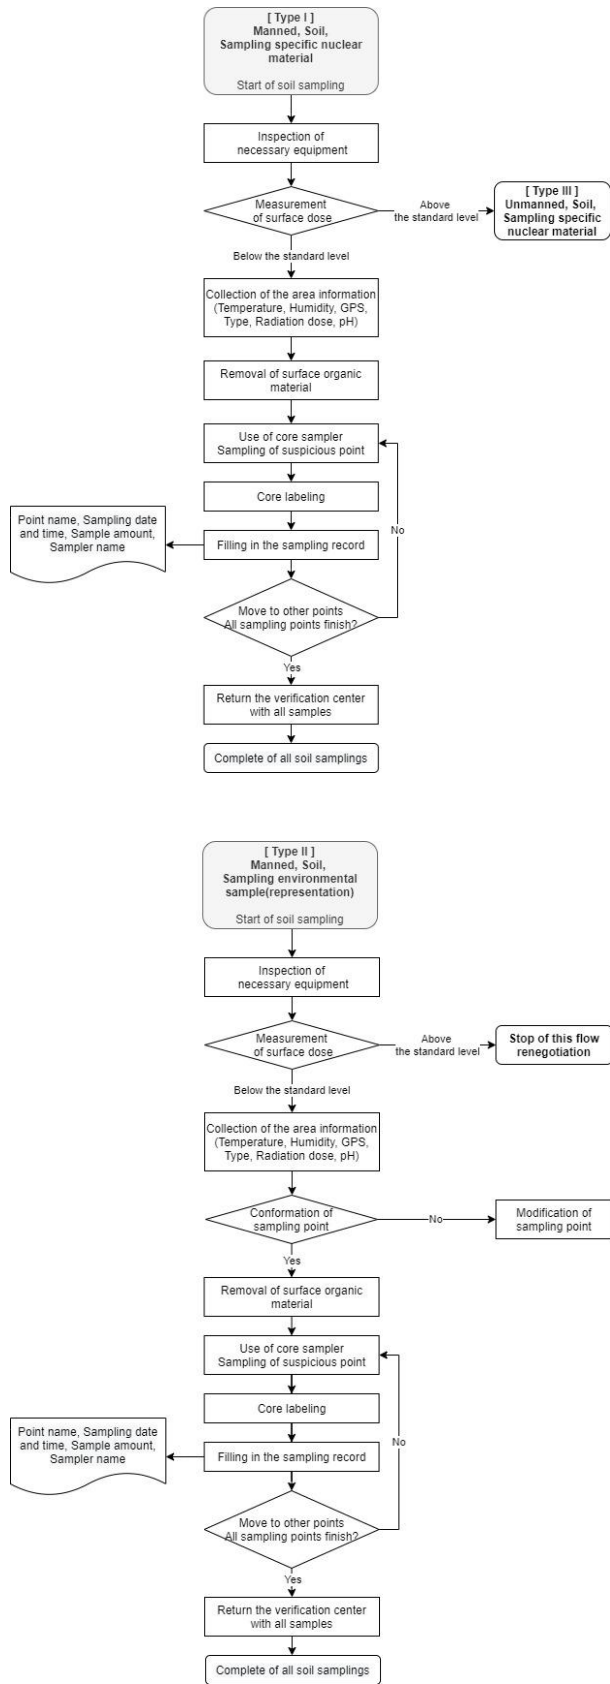 [ Type I ]
Manned, Soil,
Sampling specific nuclear
material
Start of soil sampling
Inspection of
necessary equipment
Measurement
of surface dose
Above
the standard level
[ Type III ]
Unmanned, Soil,
Sampling specific
nuclear material
Below the standard level
Collection of the area information
(Temperature, Humidity, GPS,
Type, Radiation dose, pH)
Removal of surface organic
material
Use of core sampler
Sampling of suspicious point
Core labeling
Filling in the sampling record
Point name, Sampling date
and time, Sample amount,
Sampler name
No
Move to other points
All sampling points finish?
Yes
Return the verification center
with all samples
Complete of all soil samplings
[ Type II ]
Manned, Soil,
Sampling environmental
sample(representation)
Start of soil sampling
Inspection of
necessary equipment
Measurement
of surface dose
Above
the standard level
Stop of this flow
renegotiation
Below the standard level
Collection of the area information
(Temperature, Humidity, GPS,
Type, Radiation dose, pH)
Conformation of
sampling point
No
Modification of
sampling point
Yes
Removal of surface organic
material
Use of core sampler
Sampling of suspicious point
Core labeling
Filling in the sampling record
Point name, Sampling date
and time, Sample amount,
Sampler name
No
Move to other points
All sampling points finish?
Yes
Return the verification center
with all samples
Complete of all soil samplings